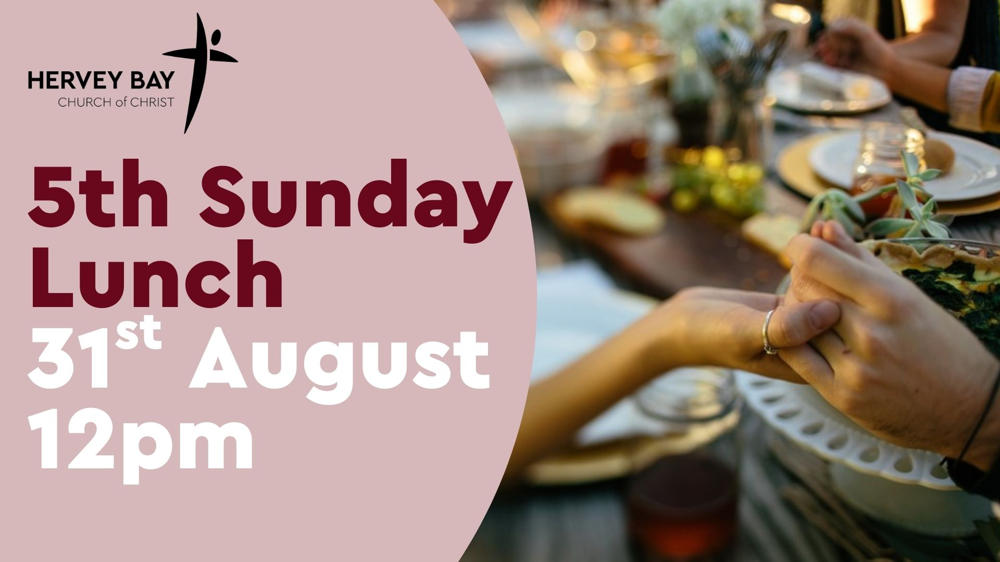 HERVEY BAY
CHURCH of CHRIST
5th Sunday
Lunch
31st August
12pm